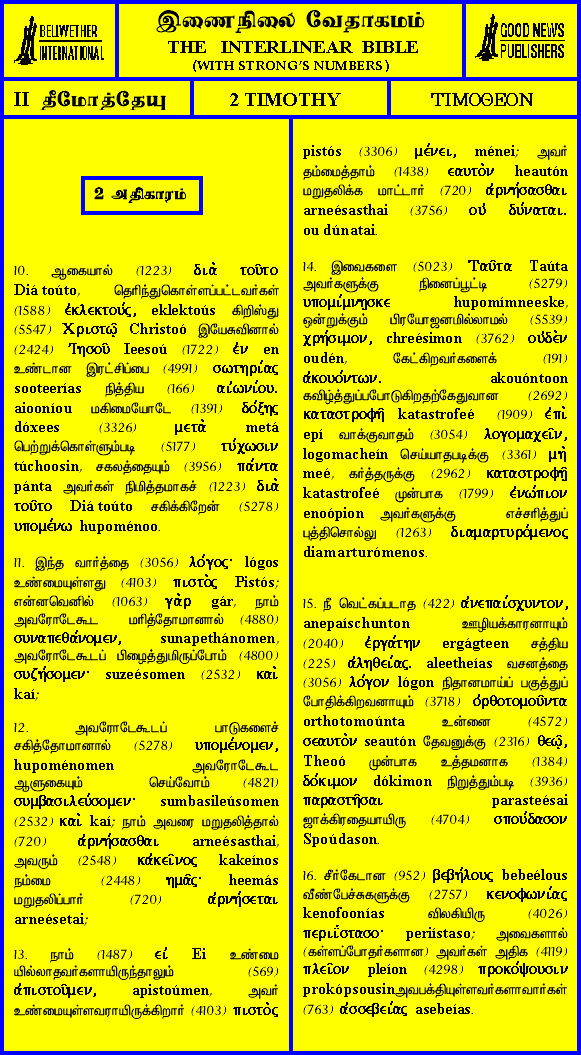 BELLWETHER
INTERNATIONAL
இணைநிலை வேதாகமம்
THE INTERLINEAR BIBLE
(WITH STRONG'S NUMBERS)
GOOD NEWS
PUBLISHERS
II தீமோத்தேயு
2 TIMOTHY
ΤΙΜΟΘΕΟΝ
2 அதிகாரம்
10. ஆகையால் (1223) διὰ τοῦτο
Diá toúto, தெரிந்துகொள்ளப்பட்டவர்கள்
(1588) ἐκλεκτούς, eklektoús கிறிஸ்து
(5547) Χριστῷ Christoó இயேசுவினால்
(2424) Ἰησοῦ Ieesoú (1722) ἐν en
உண்டான இரட்சிப்பை (4991) σωτηρίας
sooteerías நித்திய (166) αἰωνίου.
aiooníou மகிமையோடே (1391) δόξης
dóxees (3326) μετὰ metá
பெற்றுக்கொள்ளும்படி (5177) τύχωσιν
túchoosin, சகலத்தையும் (3956) πάντα
pánta அவர்கள் நிமித்தமாகச் (1223) διὰ
τοῦτο Diá toúto சகிக்கிறேன் (5278)
υπομένω hupoménoo.
11. இந்த வார்த்தை (3056) λόγος· lógos
உண்மையுள்ளது (4103) πιστὸς Pistós;
என்னவெனில் (1063) γὰρ gár, நாம்
அவரோடேகூட மரித்தோமானால் (4880)
συναπεθάνομεν, sunapethánomen,
அவரோடேகூடப் பிழைத்துமிருப்போம் (4800)
συζήσομεν· suzeésomen (2532) καὶ
kaí;
12. அவரோடேகூடப் பாடுகளைச்
சகித்தோமானால் (5278) υπομένομεν,
hupoménomen அவரோடேகூட
ஆளுகையும் செய்வோம் (4821)
συμβασιλεύσομεν· sumbasileúsomen
(2532) καὶ kaí; நாம் அவரை மறுதலித்தால்
(720) ἀρνήσασθαι arneésasthai,
அவரும் (2548) κἀκεῖνος kakeínos
நம்மை (2448) ημᾶς· heemás
மறுதலிப்பார் (720) ἀρνήσεται
arneésetai;
13. நாம் (1487) εἰ Ei உண்மை
யில்லாதவர்களாயிருந்தாலும் (569)
ἀπιστοῦμεν, apistoúmen, அவர்
உண்மையுள்ளவராயிருக்கிறார் (4103) πιστὸς
pistós (3306) μένει, ménei; அவர்
தம்மைத்தாம் (1438) εαυτὸν heautón
மறுதலிக்க மாட்டார் (720) ἀρνήσασθαι
arneésasthai (3756) οὐ δύναται.
ou dúnatai.
14. இவைகளை (5023) Ταῦτα Taúta
அவர்களுக்கு நினைப்பூட்டி (5279)
υπομίμνησκε hupomímneeske,
ஒன்றுக்கும் பிரயோஜனமில்லாமல் (5539)
χρήσιμον, chreésimon (3762) οὐδὲν
oudén, கேட்கிறவர்களைக் (191)
ἀκουόντων. akouóntoon
கவிழ்த்துப்போடுகிறதற்கேதுவான (2692)
καταστροφῇ katastrofeé (1909) ἐπὶ
epí வாக்குவாதம் (3054) λογομαχεῖν,
logomacheín செய்யாதபடிக்கு (3361) μὴ
meé, கர்த்தருக்கு (2962) καταστροφῇ
katastrofeé முன்பாக (1799) ἐνώπιον
enoópion அவர்களுக்கு எச்சரித்துப்
புத்திசொல்லு (1263) διαμαρτυρόμενος
diamarturómenos.
15. நீ வெட்கப்படாத (422) ἀνεπαίσχυντον,
anepaíschunton ஊழியக்காரனாயும்
(2040) ἐργάτην ergágteen சத்திய
(225) ἀληθείας. aleetheías வசனத்தை
(3056) λόγον lógon நிதானமாய்ப் பகுத்துப்
போதிக்கிறவனாயும் (3718) ὀρθοτομοῦντα
orthotomoúnta உன்னை (4572)
σεαυτὸν seautón தேவனுக்கு (2316) θεῷ,
Theoó முன்பாக உத்தமனாக (1384)
δόκιμον dókimon நிறுத்தும்படி (3936)
παραστῆσαι parasteésai
ஜாக்கிரதையாயிரு (4704) σπούδασον
Spoúdason.
16. சீர்கேடான (952) βεβήλους bebeélous
வீண்பேச்சுகளுக்கு (2757) κενοφωνίας
kenofoonías விலகியிரு (4026)
περιΐστασο· periistaso; அவைகளால்
(கள்ளப்போதர்களான) அவர்கள் அதிக (4119)
πλεῖον pleíon (4298) προκόψουσιν
prokópsousinஅவபக்தியுள்ளவர்களாவார்கள்
(763) ἀσσεβείας asebeías.